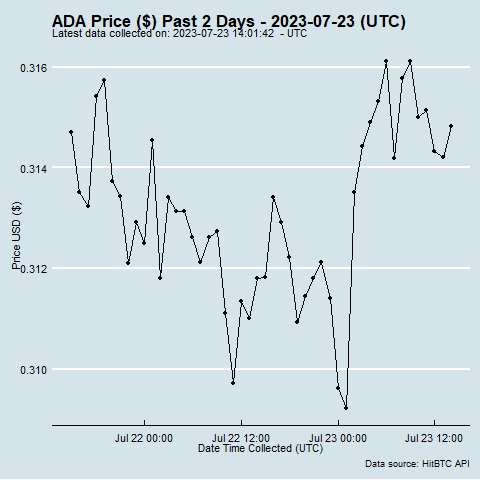 ADA Price ($) Past 2 Days - 2023-07-23 (UTC)
Latest data collected on: 2023-07-23 14:01:42 - UTC
0.316
0.314
0.312
0.310
Price USD ($)
Jul 22 00:00 Jul 22 12:00 Jul 23 00:00 Jul 23 12:00
Date Time Collected (UTC)
Data source: HitBTC API